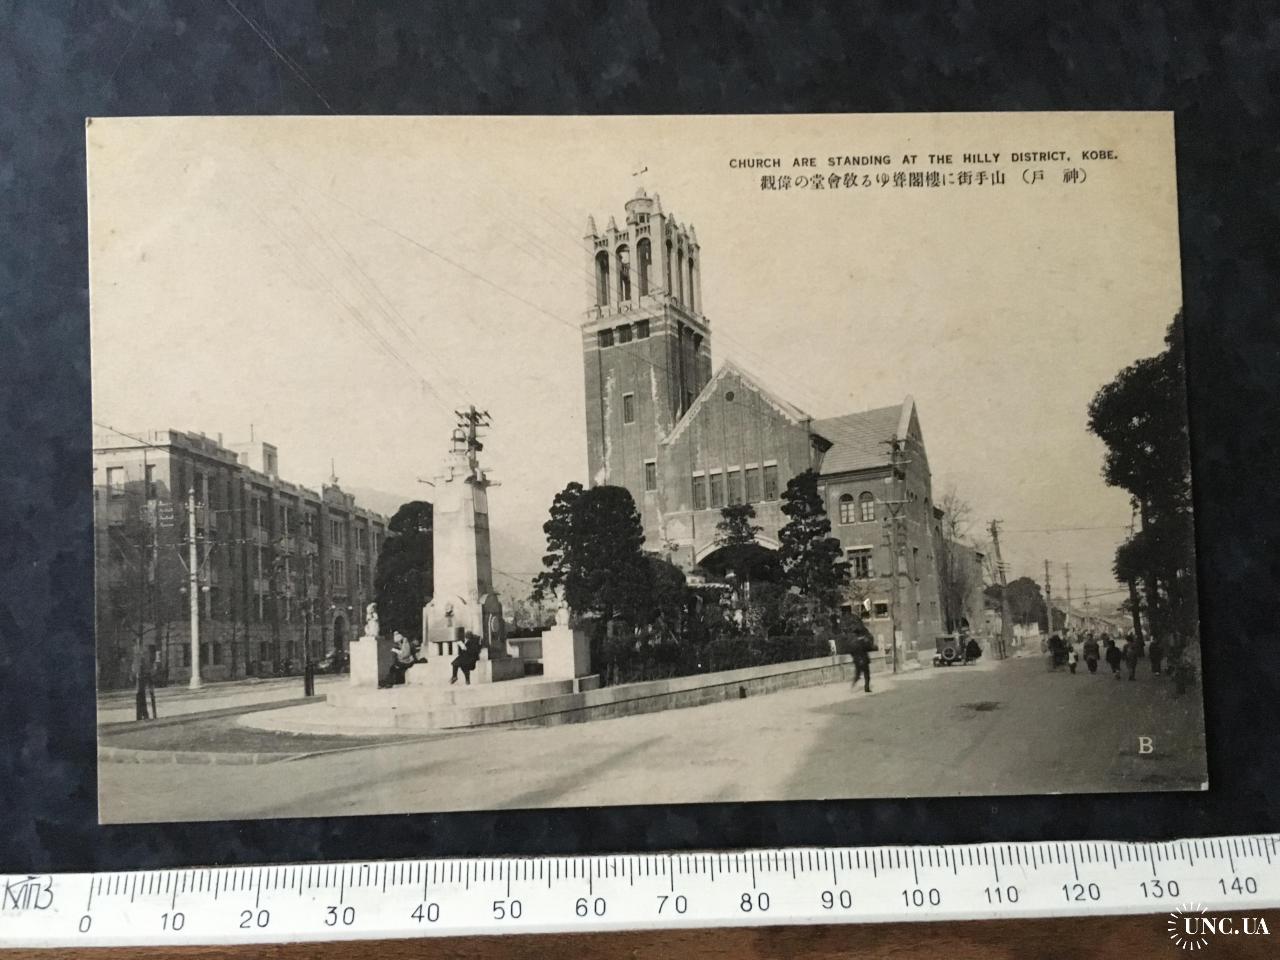 CHURCH ARE STANDING AT THE HILLY DISTRICT, KOBE.
觀偉の堂會教るゆ聳閣樓に街手山 （戸 神）
B
КТПВ
0 10 20 30 40 50 60 70 80 90 100 110 120 130 140
UNC.UA